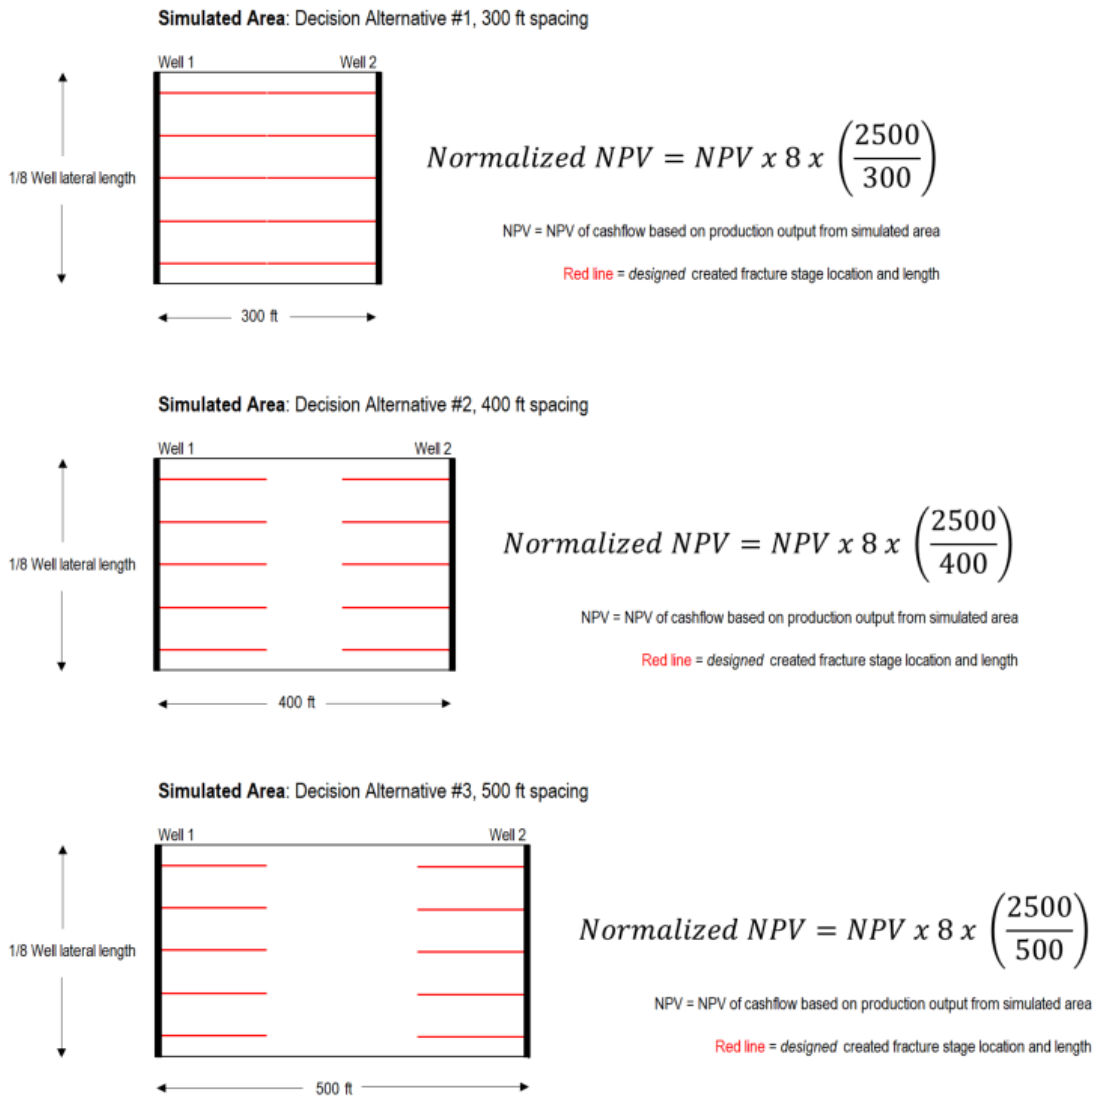 Simulated Area: Decision Alternative #1, 300 ft spacing
Well 1 Well 2
1/8 Well lateral length
Normalized NPV = NPV x 8 x (2500/300)
NPV = NPV of cashflow based on production output from simulated area
Red line = designed created fracture stage location and length
300 ft
Simulated Area: Decision Alternative #2, 400 ft spacing
Well 1 Well 2
1/8 Well lateral length
Normalized NPV = NPV x 8 x (2500/400)
NPV = NPV of cashflow based on production output from simulated area
Red line = designed created fracture stage location and length
400 ft
Simulated Area: Decision Alternative #3, 500 ft spacing
Well 1 Well 2
1/8 Well lateral length
Normalized NPV = NPV x 8 x (2500/500)
NPV = NPV of cashflow based on production output from simulated area
Red line = designed created fracture stage location and length
500 ft